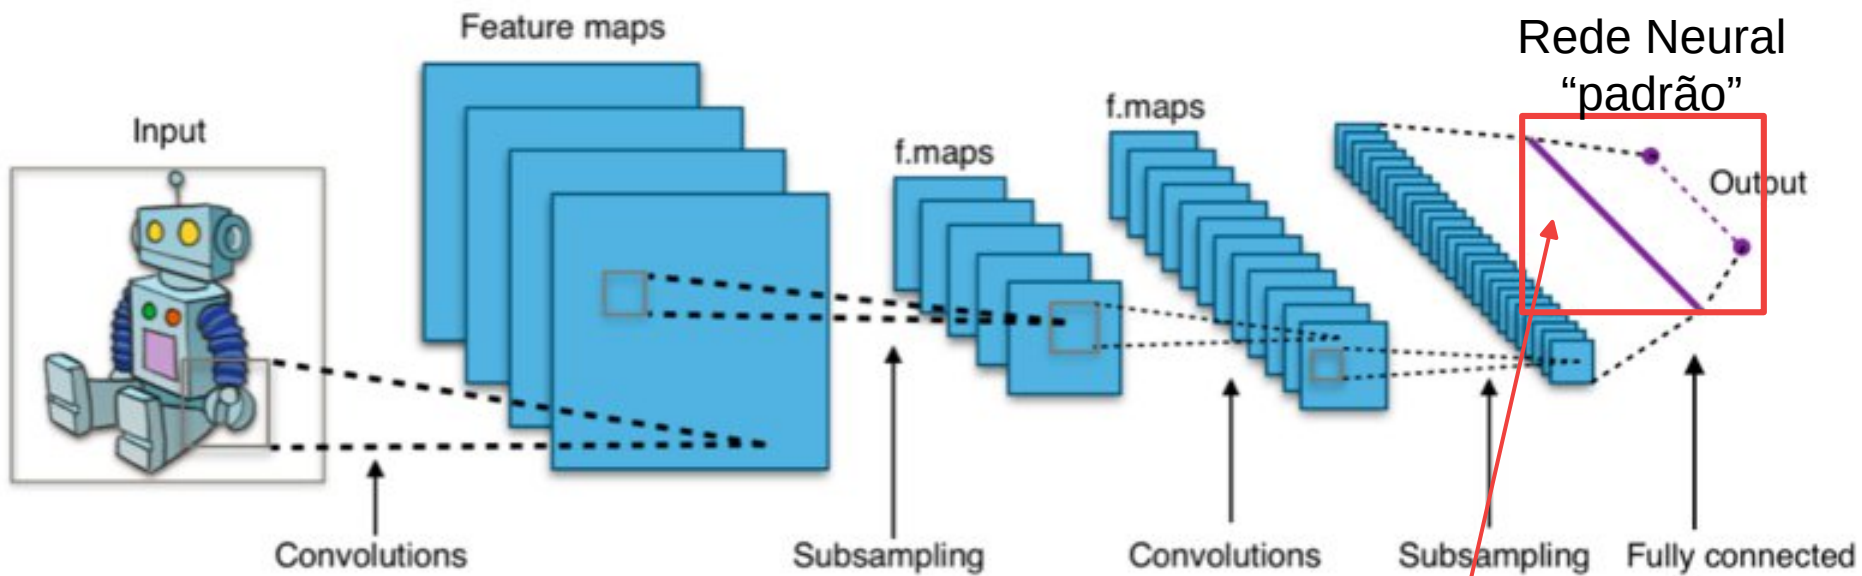 Feature maps
Rede Neural
“padrão”
Input
f.maps
f.maps
Output
Convolutions
Subsampling
Convolutions
Subsampling
Fully connected